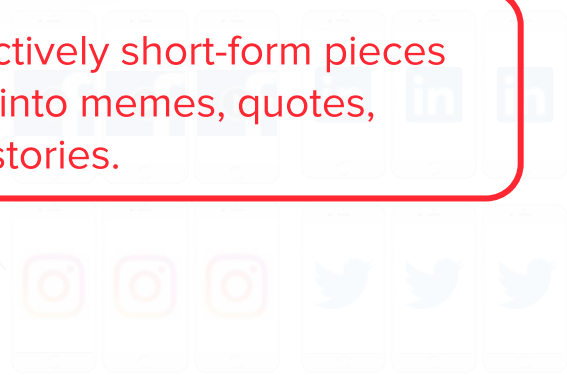 ctively short-form pieces
into memes, quotes,
stories.